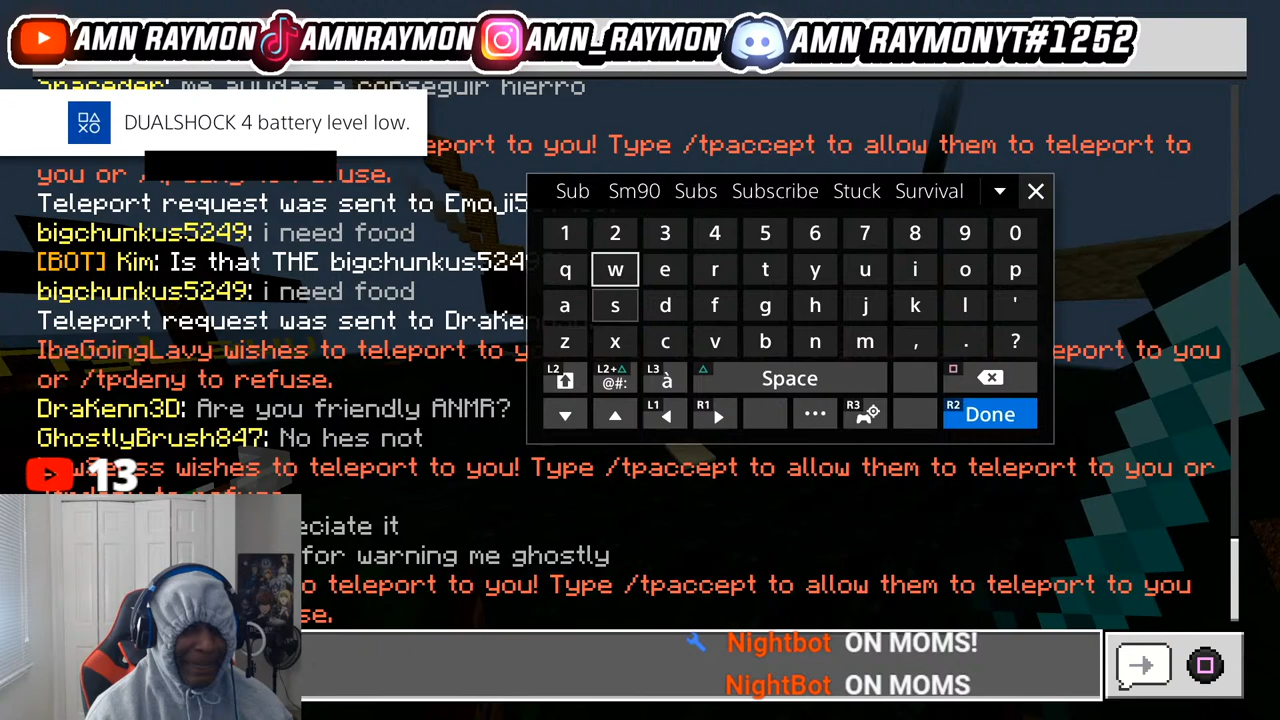 AMN RAYMON AMNRAYMON AMN_RAYMON AMN RAYMONYT#1252
me ayudas a conseguir hierro
DUALSHOCK 4 battery level low.
eport to you! Type /tpaccept to allow them to teleport to
you or refuse.
Teleport request was sent to
bigchunkus5249: i need food
[BOT] Kim: Is that THE bigchunkus5249
bigchunkus5249: i need food
Teleport request was sent to
IbeGoingLavy wishes to teleport to eport to you
or /tpdeny to refuse.
DraKenn3D: Are you friendly ANMR?
GhostlyBrush847: No hes not
wishes to teleport to you! Type /tpaccept to allow them to teleport to you or
eciate it
for warning me ghostly
o teleport to you! Type /tpaccept to allow them to teleport to you
use.
Sub Sm90 Subs Subscribe Stuck Survival
1 2 3 4 5 6 7 8 9 0
q w e r t y u i o p
a s d f g h j k l '
z x c v b n m , . ?
L2 L2+△ @#: L3 à △ Space
L1 R1 ... R3 R2 Done
13
Nightbot ON MOMS!
NightBot ON MOMS